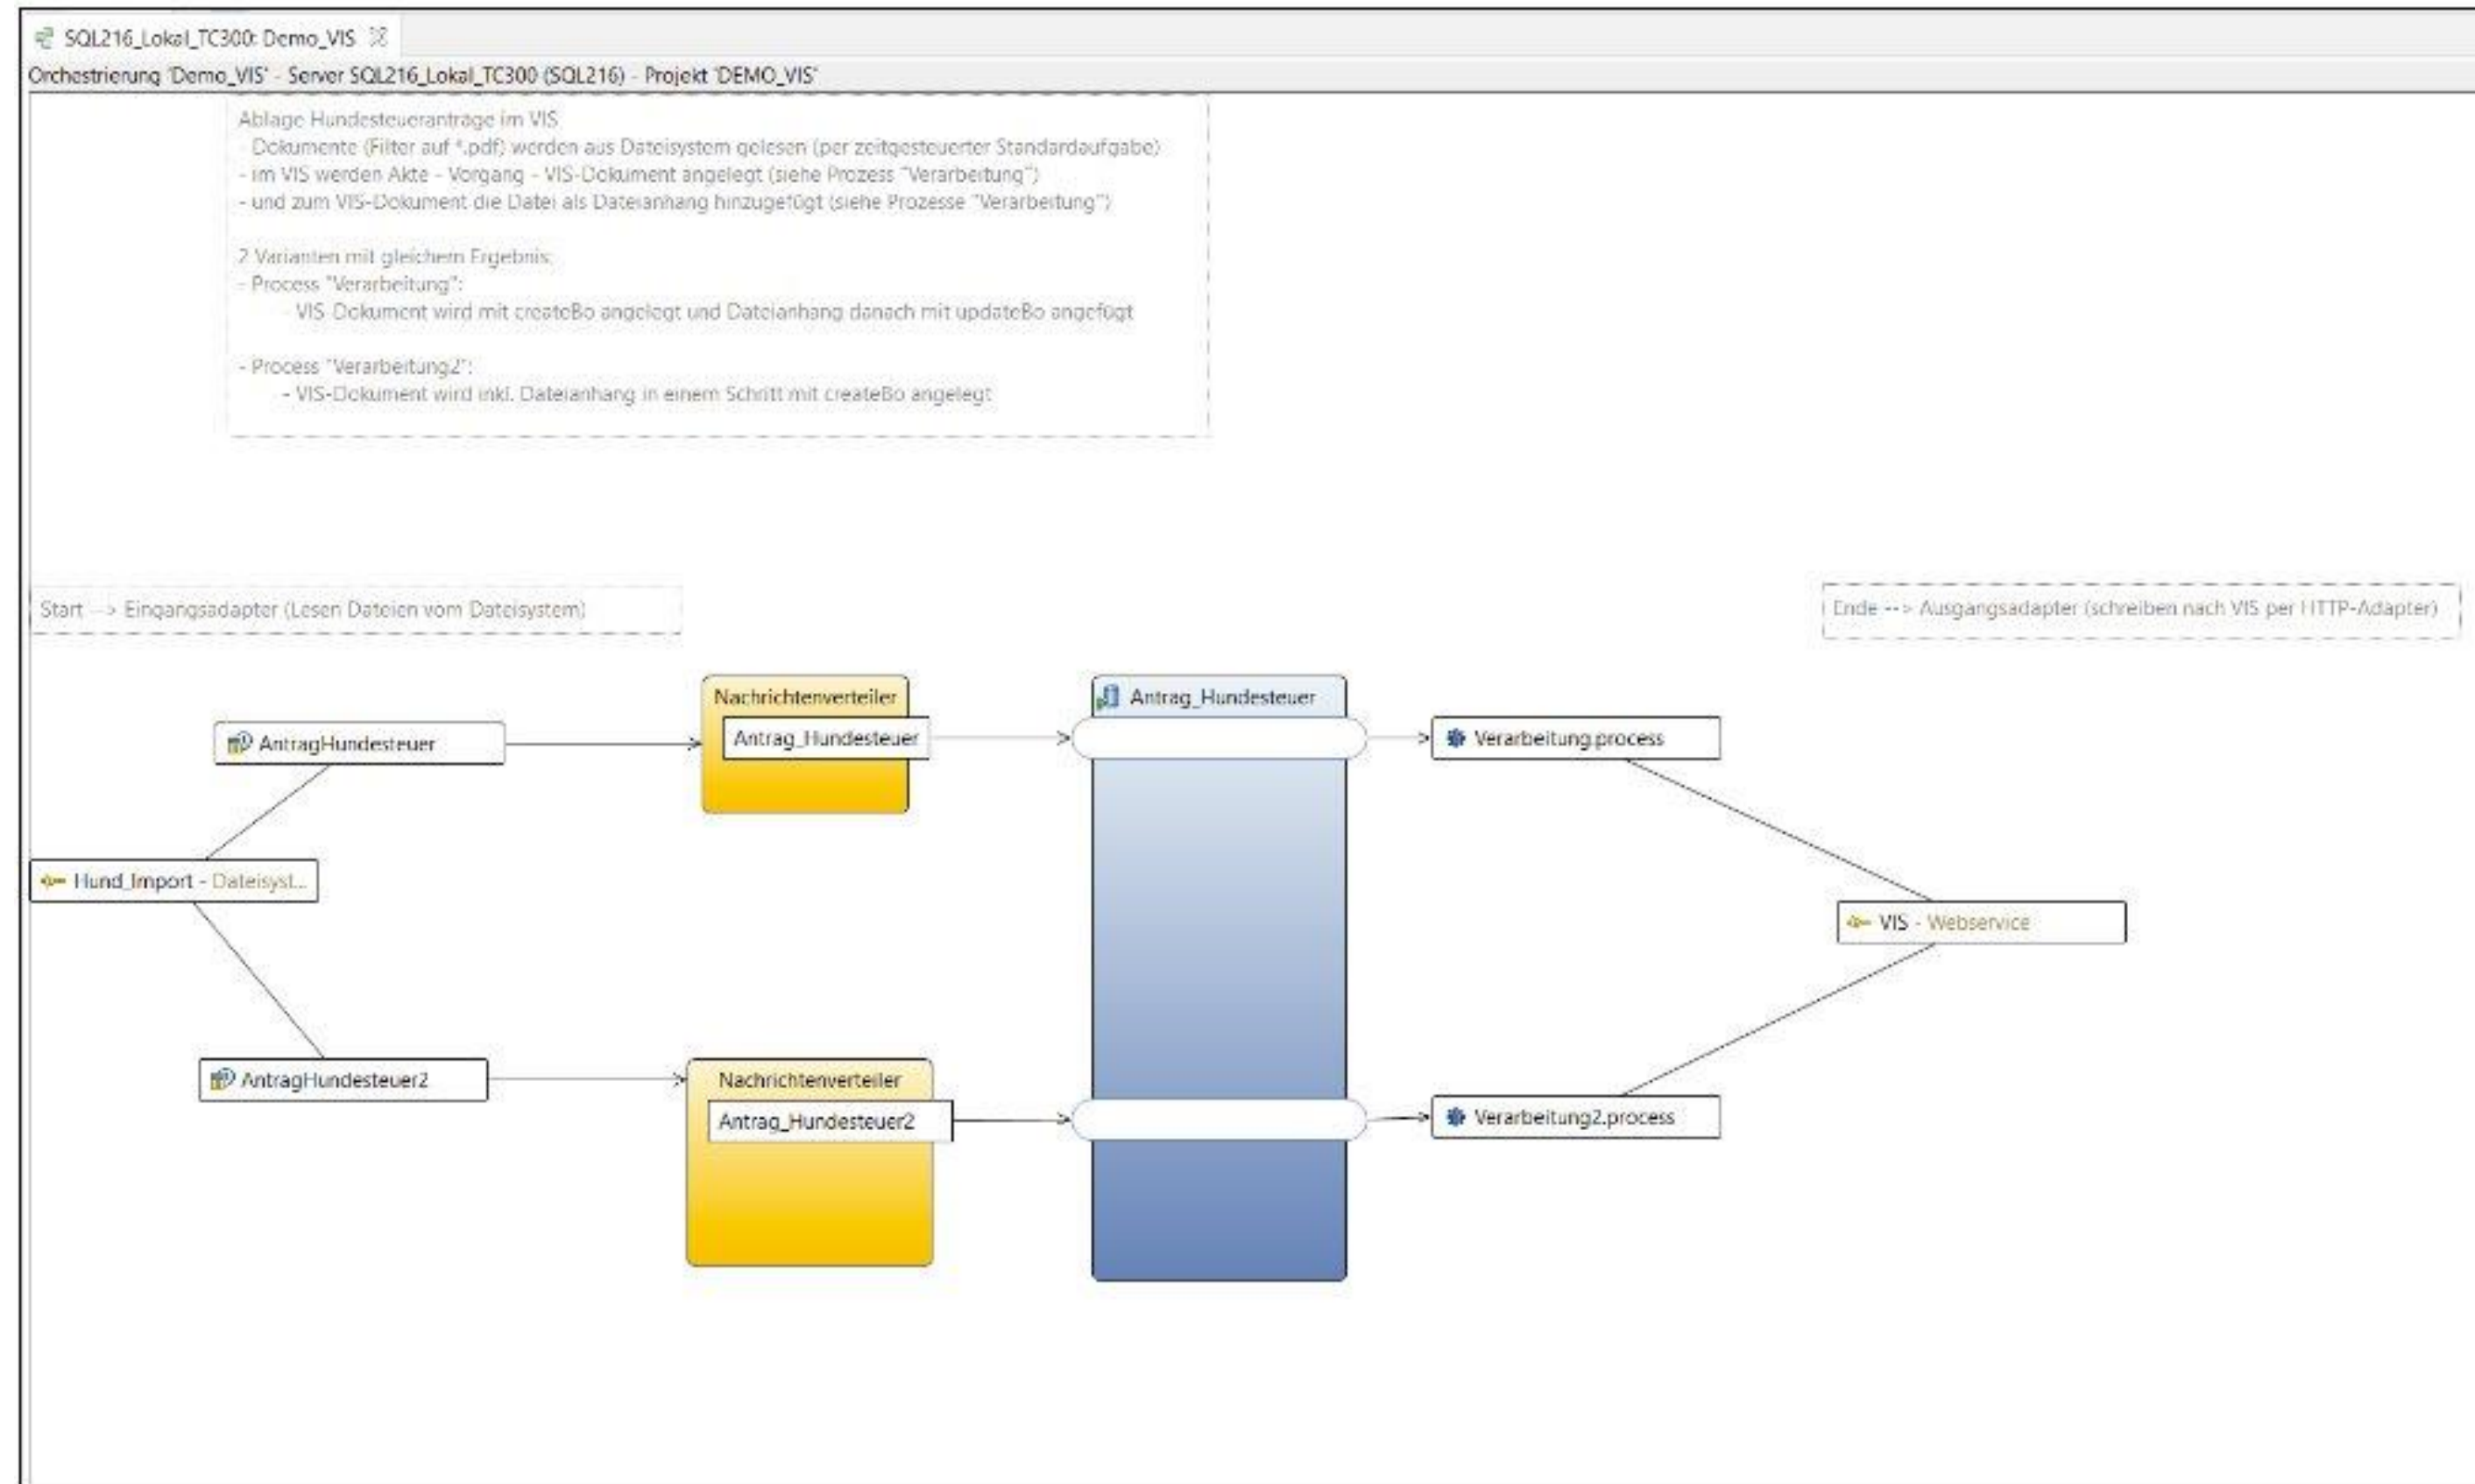 SQL216_Lokal_TC300: Demo_VIS
Orchestrierung 'Demo_VIS' - Server SQL216_Lokal_TC300 (SQL216) - Projekt 'DEMO_VIS'
Ablage Hundesteueranträge im VIS
- Dokumente (Filter auf *.pdf) werden aus Dateisystem gelesen (per zeitgesteuerter Standardaufgabe)
- im VIS werden Akte - Vorgang - VIS-Dokument angelegt (siehe Prozess "Verarbeitung")
- und zum VIS-Dokument die Datei als Dateianhang hinzugefügt (siehe Prozesse "Verarbeitung")
2 Varianten mit gleichem Ergebnis:
- Process "Verarbeitung":
- VIS-Dokument wird mit createBo angelegt und Dateianhang danach mit updateBo angefügt
- Process "Verarbeitung2":
- VIS-Dokument wird inkl. Dateianhang in einem Schritt mit createBo angelegt
Start --> Eingangsadapter (Lesen Dateien vom Dateisystem)
Ende --> Ausgangsadapter (schreiben nach VIS per HTTP-Adapter)
Nachrichtenverteiler
Antrag_Hundesteuer
AntragHundesteuer
Antrag_Hundesteuer
Verarbeitung.process
Hund_Import - Dateisyst...
VIS - Webservice
AntragHundesteuer2
Nachrichtenverteiler
Antrag_Hundesteuer2
Verarbeitung2.process